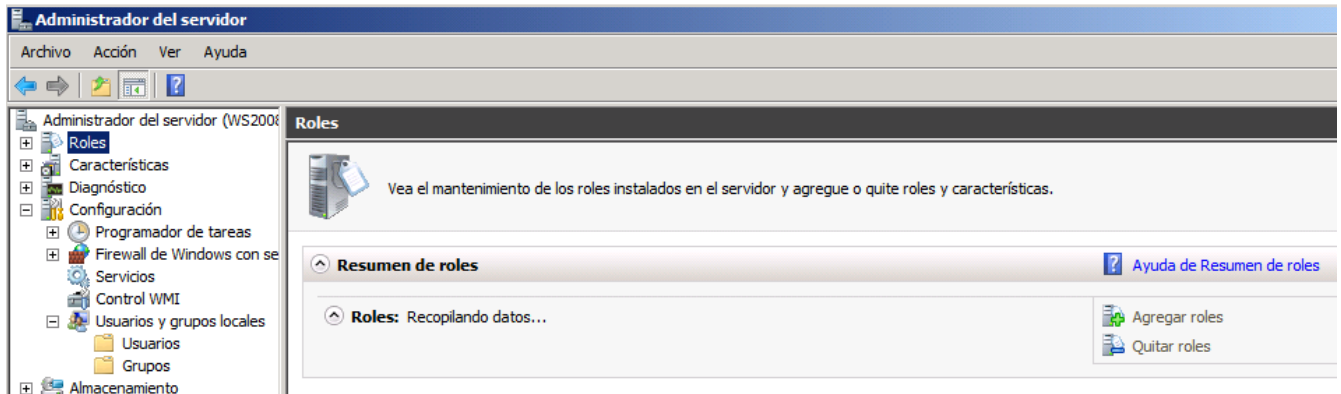 Administrador del servidor
Archivo Acción Ver Ayuda
Administrador del servidor (WS2008
Roles
Características
Diagnóstico
Configuración
Programador de tareas
Firewall de Windows con se
Servicios
Control WMI
Usuarios y grupos locales
Usuarios
Grupos
Almacenamiento
Roles
Vea el mantenimiento de los roles instalados en el servidor y agregue o quite roles y características.
Resumen de roles
Ayuda de Resumen de roles
Roles: Recopilando datos...
Agregar roles
Quitar roles